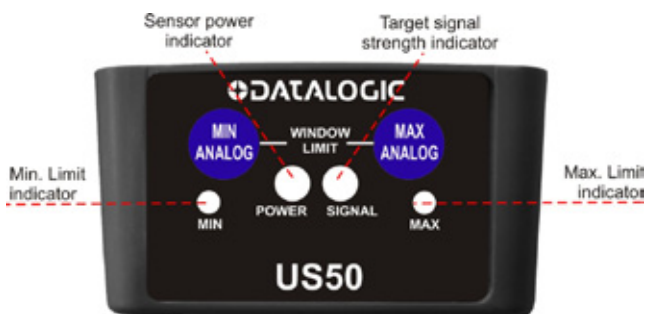 Sensor power
indicator
Target signal
strength indicator
DATALOGIC
MIN
ANALOG
WINDOW
LIMIT
MAX
ANALOG
Min. Limit
indicator
Max. Limit
indicator
POWER
SIGNAL
MIN
MAX
US50